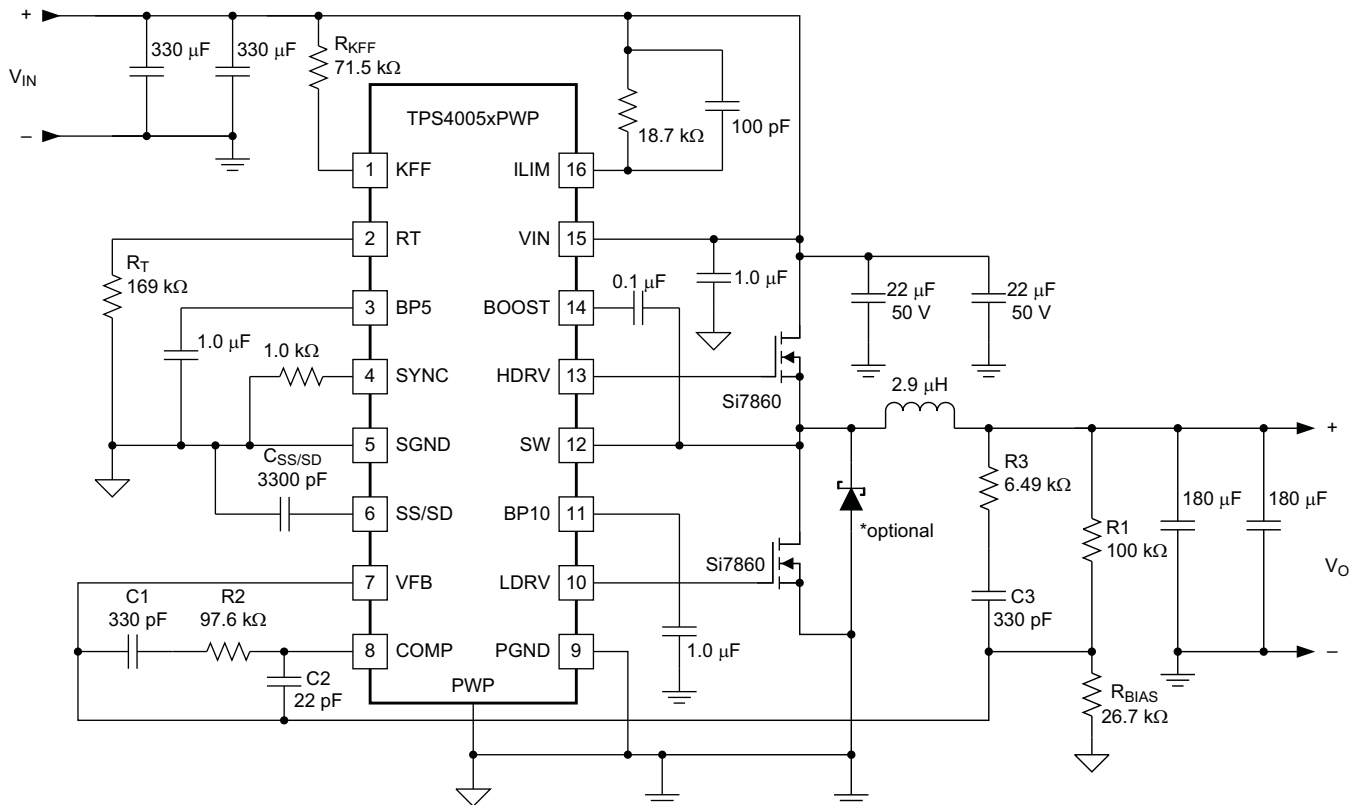 +
330 µF
330 µF
R_KFF
71.5 kΩ
V_IN
–
TPS4005xPWP
18.7 kΩ
100 pF
1 KFF
ILIM 16
2 RT
VIN 15
R_T
169 kΩ
3 BP5
BOOST 14
0.1 µF
1.0 µF
22 µF
50 V
22 µF
50 V
1.0 µF
1.0 kΩ
4 SYNC
HDRV 13
Si7860
2.9 µH
5 SGND
SW 12
+
C_SS/SD
3300 pF
6 SS/SD
BP10 11
*optional
R3
6.49 kΩ
R1
100 kΩ
180 µF
180 µF
V_O
Si7860
7 VFB
LDRV 10
C1
330 pF
R2
97.6 kΩ
C3
330 pF
8 COMP
PGND 9
1.0 µF
–
C2
22 pF
PWP
R_BIAS
26.7 kΩ